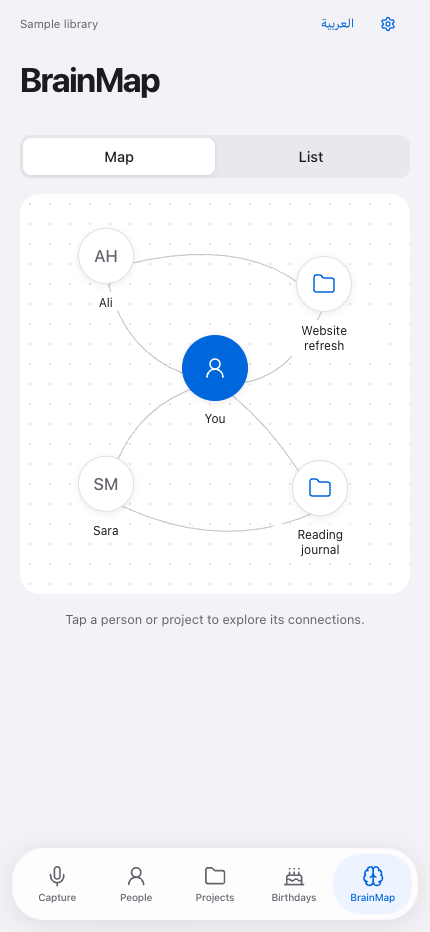 Sample library
العربية
BrainMap
Map
List
AH
Ali
Website
refresh
You
SM
Sara
Reading
journal
Tap a person or project to explore its connections.
Capture
People
Projects
Birthdays
BrainMap